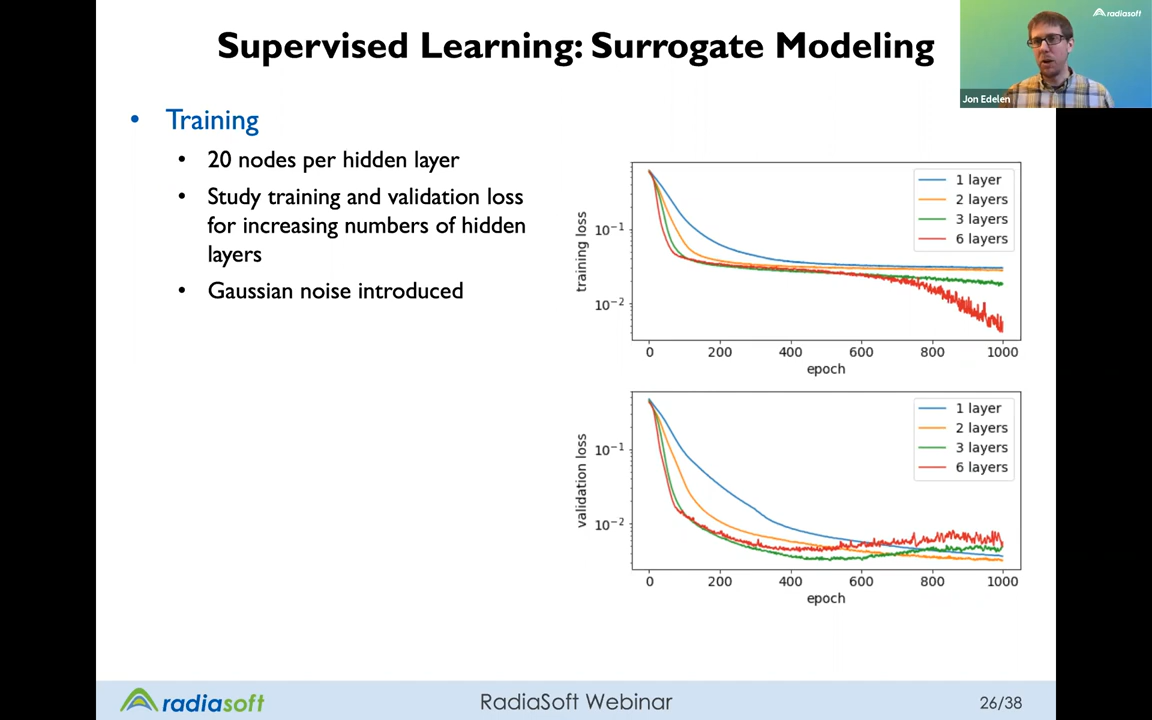 Supervised Learning: Surrogate Modeling
radiasoft
Jon Edelen
• Training
• 20 nodes per hidden layer
• Study training and validation loss
for increasing numbers of hidden
layers
• Gaussian noise introduced
training loss
10⁻¹
10⁻²
1 layer
2 layers
3 layers
6 layers
0 200 400 600 800 1000
epoch
validation loss
10⁻¹
10⁻²
1 layer
2 layers
3 layers
6 layers
0 200 400 600 800 1000
epoch
radiasoft
RadiaSoft Webinar
26/38